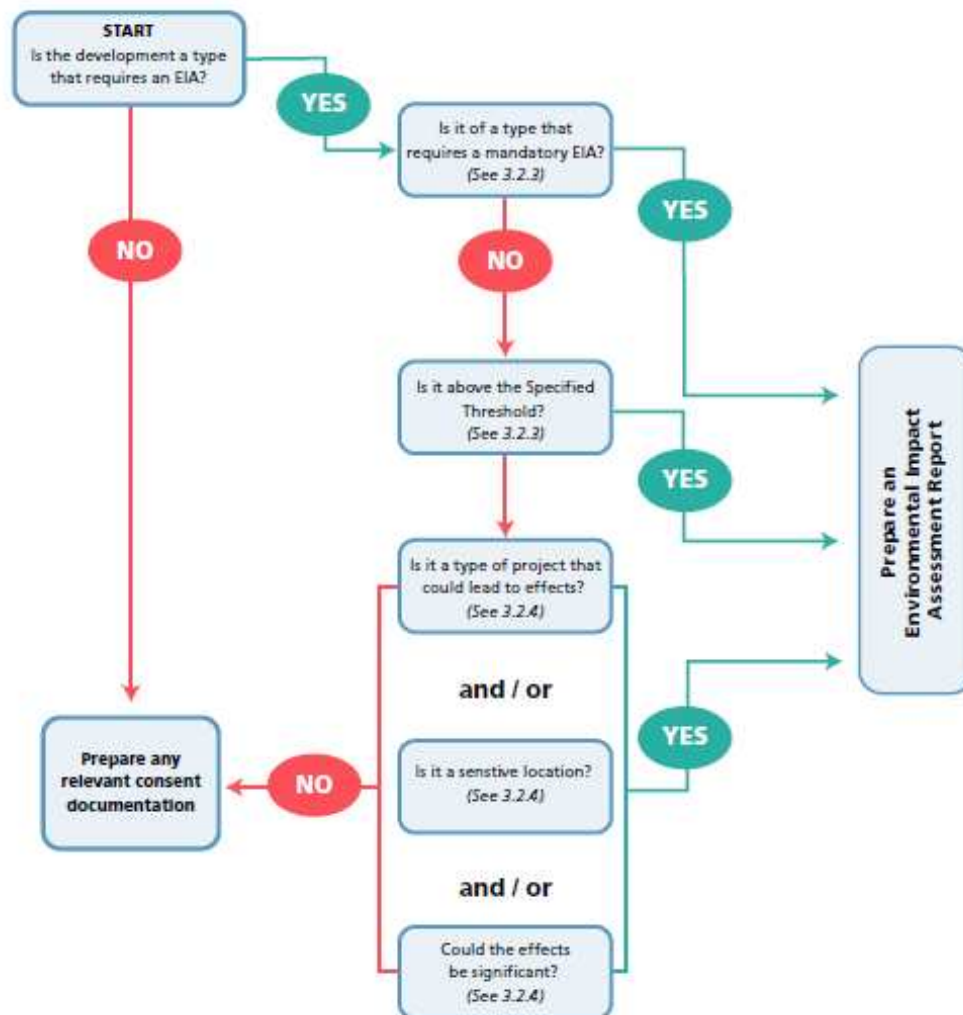 START
Is the development a type
that requires an EIA?
YES
Is it of a type that
requires a mandatory EIA?
(See 3.2.3)
YES
NO
NO
Is it above the Specified
Threshold?
(See 3.2.3)
YES
Prepare an
Environmental Impact
Assessment Report
Is it a type of project that
could lead to effects?
(See 3.2.4)
and / or
YES
Prepare any
relevant consent
documentation
NO
Is it a senstive location?
(See 3.2.4)
and / or
Could the effects
be significant?
(See 3.2.4)